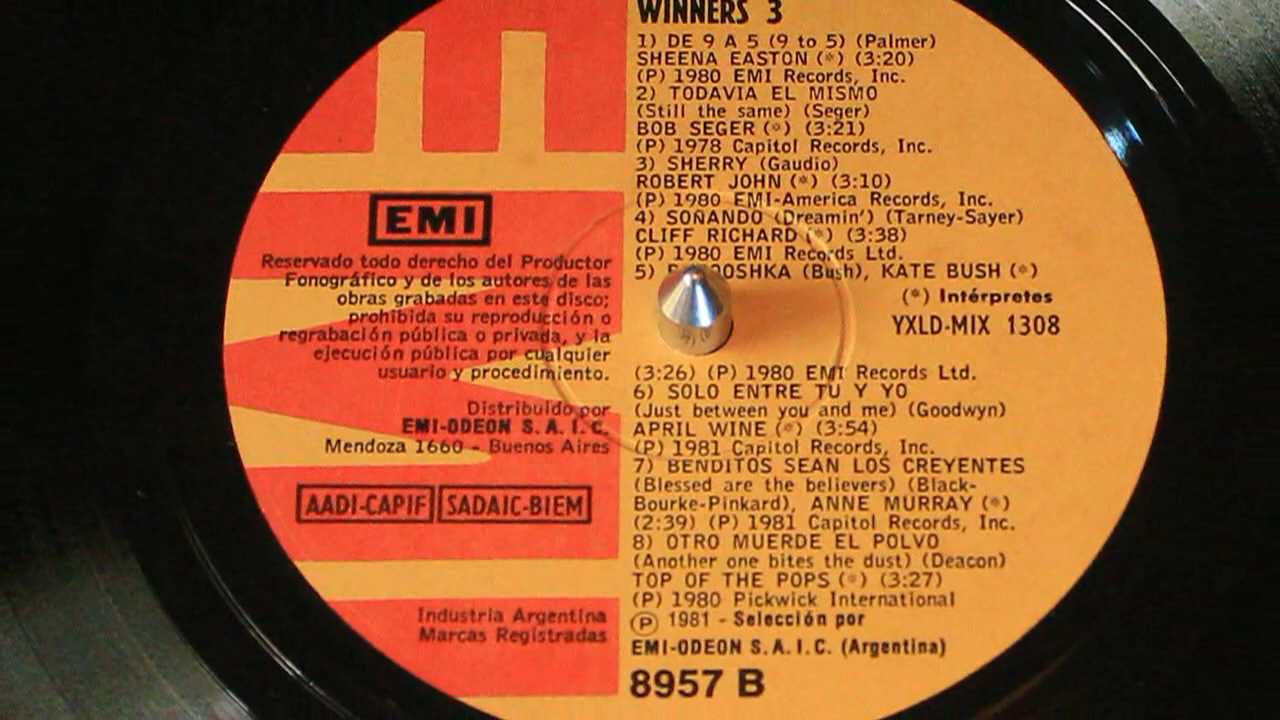 WINNERS 3
1) DE 9 A 5 (9 to 5) (Palmer)
SHEENA EASTON (*) (3:20)
(P) 1980 EMI Records, Inc.
2) TODAVIA EL MISMO
(Still the same) (Seger)
BOB SEGER (*) (3:21)
(P) 1978 Capitol Records, Inc.
3) SHERRY (Gaudio)
ROBERT JOHN (*) (3:10)
(P) 1980 EMI-America Records, Inc.
4) SOÑANDO (Dreamin') (Tarney-Sayer)
CLIFF RICHARD (*) (3:38)
(P) 1980 EMI Records Ltd.
5) (Bush), KATE BUSH (*)
(*) Intérpretes
YXLD-MIX 1308
(3:26) (P) 1980 EMI Records Ltd.
6) SOLO ENTRE TU Y YO
(Just between you and me) (Goodwyn)
APRIL WINE (*) (3:54)
(P) 1981 Capitol Records, Inc.
7) BENDITOS SEAN LOS CREYENTES
(Blessed are the believers) (Black-
Bourke-Pinkard), ANNE MURRAY (*)
(2:39) (P) 1981 Capitol Records, Inc.
8) OTRO MUERDE EL POLVO
(Another one bites the dust) (Deacon)
TOP OF THE POPS (*) (3:27)
(P) 1980 Pickwick International
(P) 1981 - Selección por
EMI-ODEON S.A.I.C. (Argentina)
8957 B
EMI
Reservado todo derecho del Productor
Fonográfico y de los autores de las
obras grabadas en este disco;
prohibida su reproducción o
regrabación pública o privada, y la
ejecución pública por cualquier
usuario y procedimiento.
Distribuido por
EMI-ODEON S.A.I.C.
Mendoza 1660 - Buenos Aires
AADI-CAPIF SADAIC-BIEM
Industria Argentina
Marcas Registradas